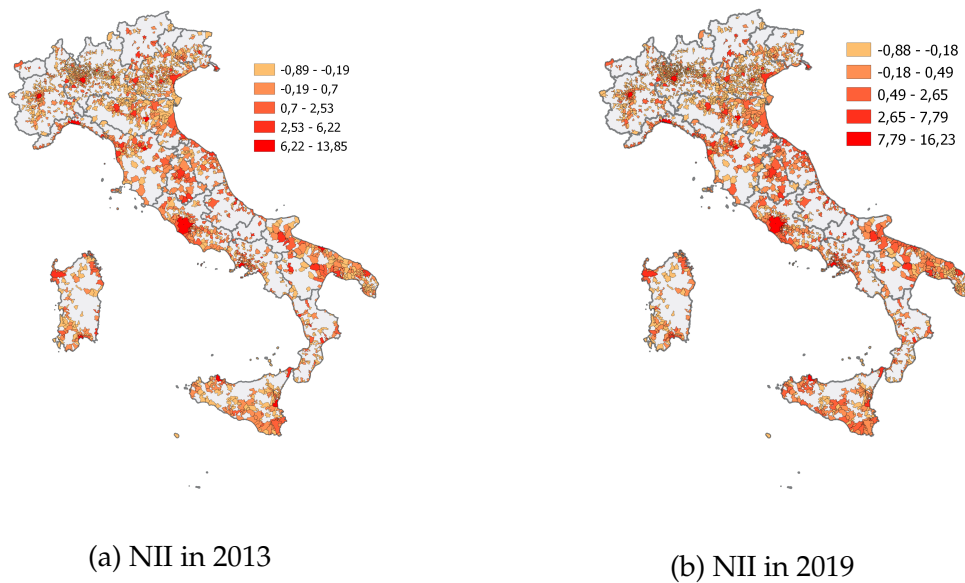 -0,89 - -0,19
-0,19 - 0,7
0,7 - 2,53
2,53 - 6,22
6,22 - 13,85
-0,88 - -0,18
-0,18 - 0,49
0,49 - 2,65
2,65 - 7,79
7,79 - 16,23
(a) NII in 2013
(b) NII in 2019